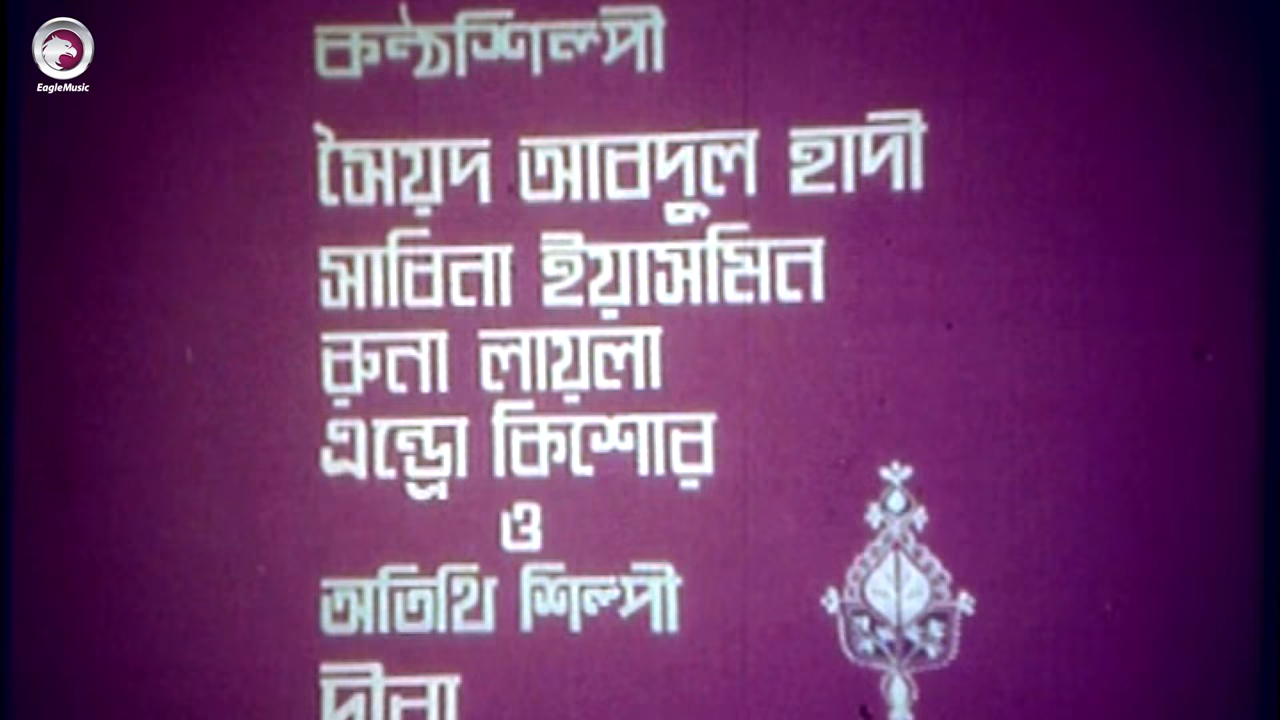 EagleMusic
কন্ঠশিল্পী
সৈয়দ আবদুল হাদী
সাবিনা ইয়াসমিন
রুনা লায়লা
এন্ড্রো কিশোর
ও
অতিথি শিল্পী